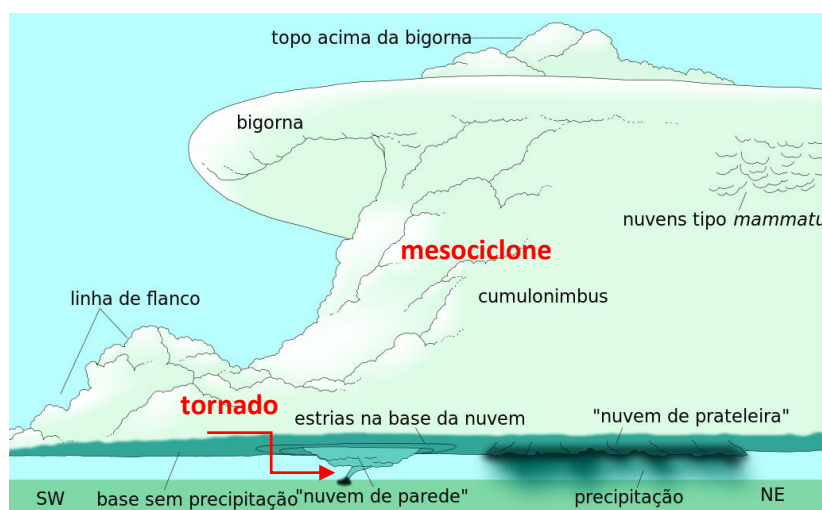 topo acima da bigorna
bigorna
nuvens tipo mammatu
mesociclone
linha de flanco
cumulonimbus
tornado
estrias na base da nuvem
"nuvem de prateleira"
SW
base sem precipitação
"nuvem de parede"
precipitação
NE